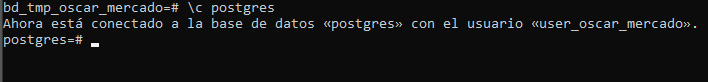 bd_tmp_oscar_mercado=# \c postgres
Ahora está conectado a la base de datos «postgres» con el usuario «user_oscar_mercado».
postgres=#